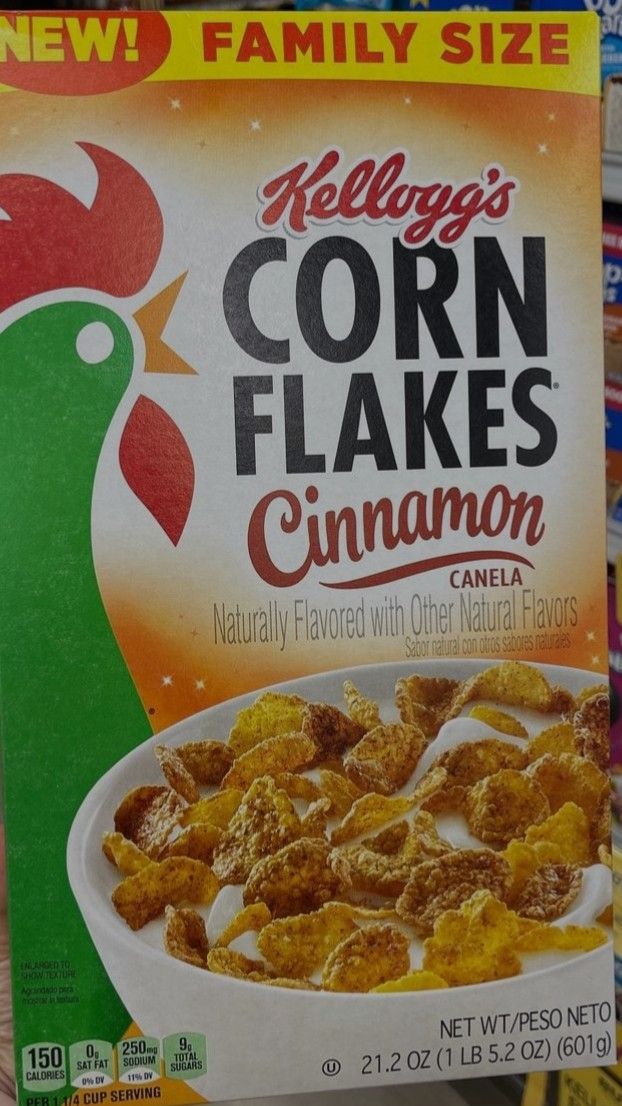 NEW! FAMILY SIZE
Kellogg's
CORN
FLAKES
Cinnamon
CANELA
Naturally Flavored with Other Natural Flavors
Sabor natural con otros sabores naturales
ENLARGED TO
SHOW TEXTURE
Agrandado para
mostrar la textura
NET WT/PESO NETO
U 21.2 OZ (1 LB 5.2 OZ) (601g)
150 CALORIES
0g SAT FAT 0% DV
250mg SODIUM 11% DV
9g TOTAL SUGARS
PER 1 1/4 CUP SERVING